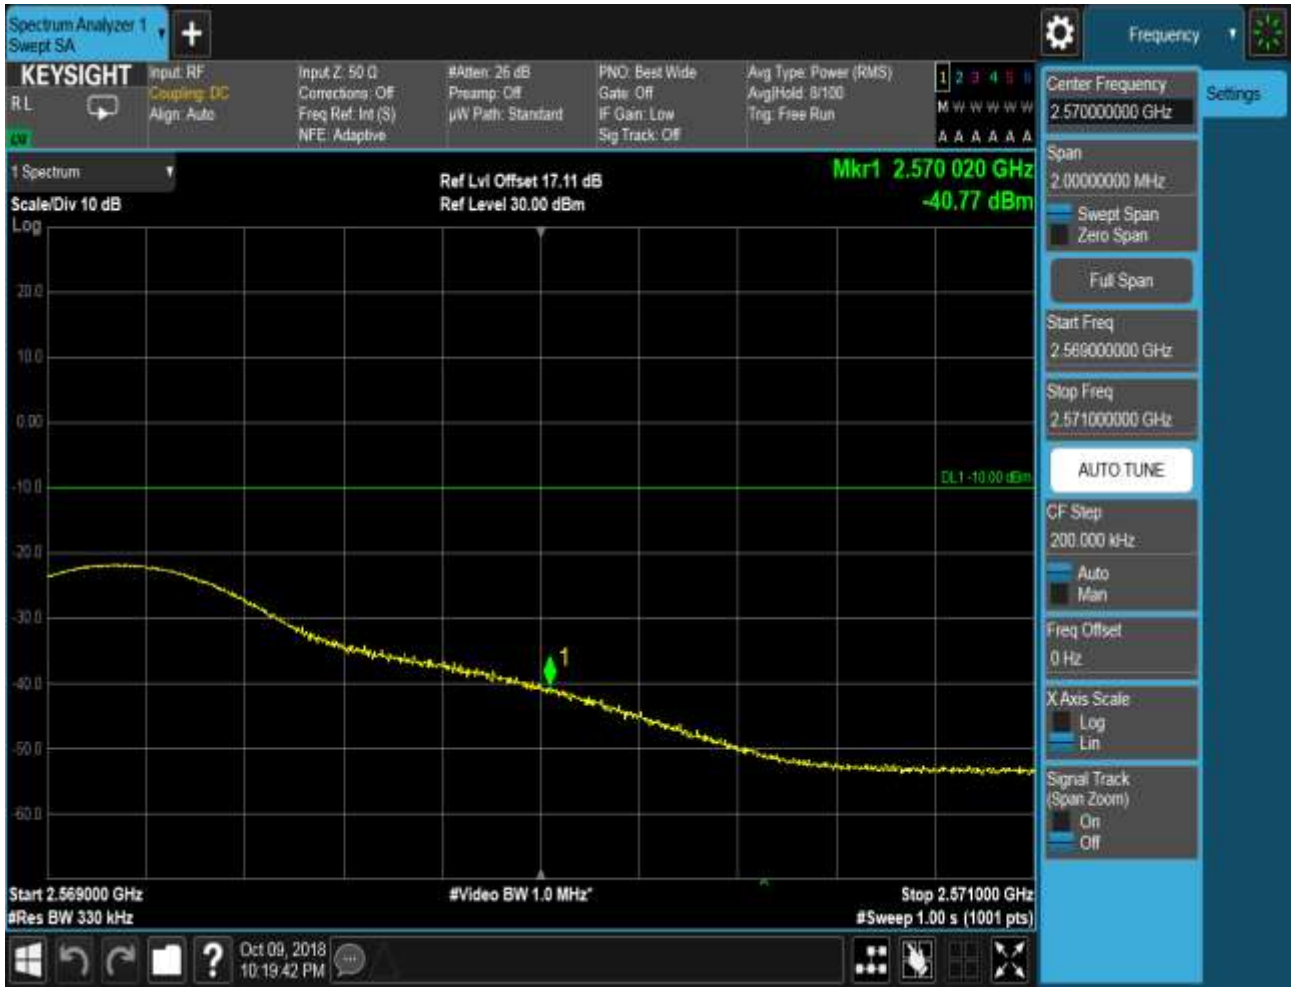 Spectrum Analyzer 1
Swept SA
Frequency
KEYSIGHT
R L
Input: RF
Coupling: DC
Align: Auto
Input Z: 50 Ω
Corrections: Off
Freq Ref: Int (S)
NFE: Adaptive
#Atten: 26 dB
Preamp: Off
µW Path: Standard
PNO: Best Wide
Gate: Off
IF Gain: Low
Sig Track: Off
Avg Type: Power (RMS)
Avg|Hold: 8/100
Trig: Free Run
1 2 3 4 5 6
M W W W W W
A A A A A A
1 Spectrum
Scale/Div 10 dB
Log
Ref Lvl Offset 17.11 dB
Ref Level 30.00 dBm
Mkr1 2.570 020 GHz
-40.77 dBm
20.0
10.0
0.00
-10.0
-20.0
-30.0
-40.0
-50.0
-60.0
DL1 -10.00 dBm
1
Start 2.569000 GHz
#Res BW 330 kHz
#Video BW 1.0 MHz*
Stop 2.571000 GHz
#Sweep 1.00 s (1001 pts)
Center Frequency
2.570000000 GHz
Settings
Span
2.00000000 MHz
Swept Span
Zero Span
Full Span
Start Freq
2.569000000 GHz
Stop Freq
2.571000000 GHz
AUTO TUNE
CF Step
200.000 kHz
Auto
Man
Freq Offset
0 Hz
X Axis Scale
Log
Lin
Signal Track
(Span Zoom)
On
Off
Oct 09, 2018
10:19:42 PM